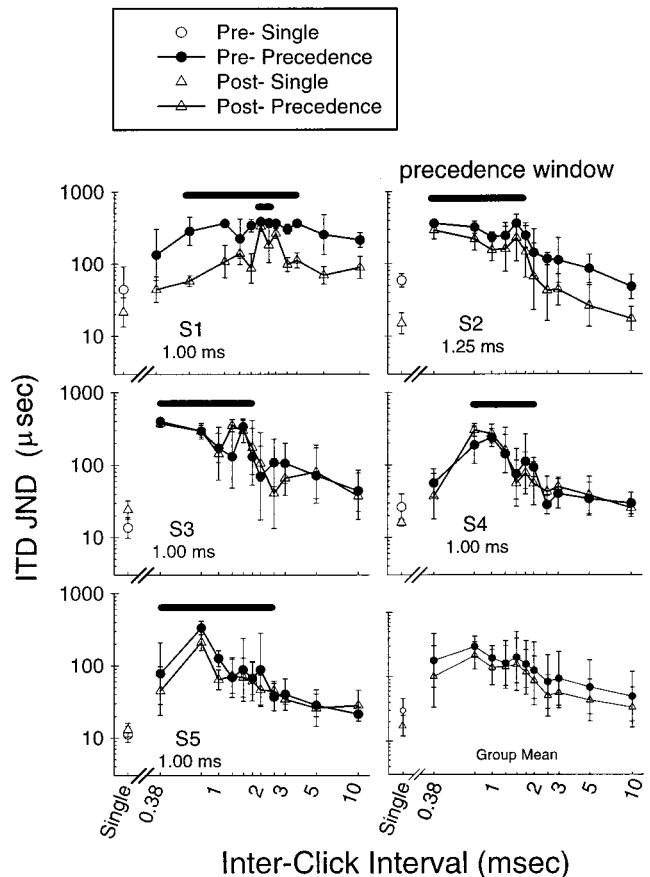 Pre- Single
Pre- Precedence
Post- Single
Post- Precedence
precedence window
1000
100
10
S1
1.00 ms
1000
100
10
S2
1.25 ms
1000
100
10
S3
1.00 ms
S4
1.00 ms
1000
100
10
S5
1.00 ms
Group Mean
ITD JND (μsec)
Single
0.38
1
2
3
5
10
Single
0.38
1
2
3
5
10
Inter-Click Interval (msec)